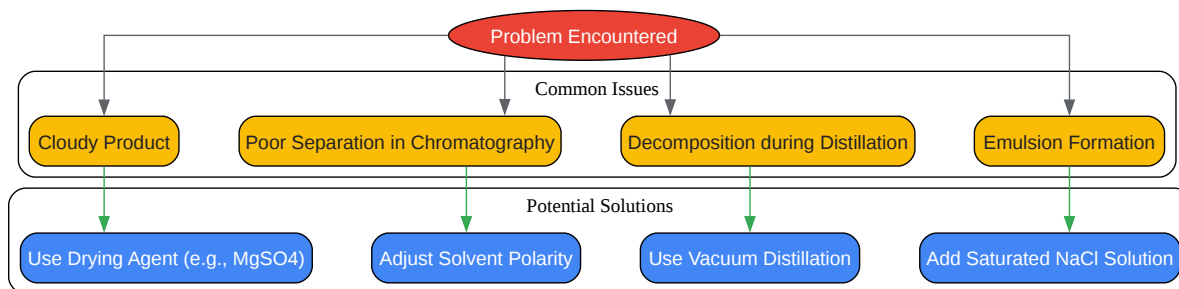 Problem Encountered
Common Issues
Cloudy Product
Poor Separation in Chromatography
Decomposition during Distillation
Emulsion Formation
Potential Solutions
Use Drying Agent (e.g., MgSO4)
Adjust Solvent Polarity
Use Vacuum Distillation
Add Saturated NaCl Solution